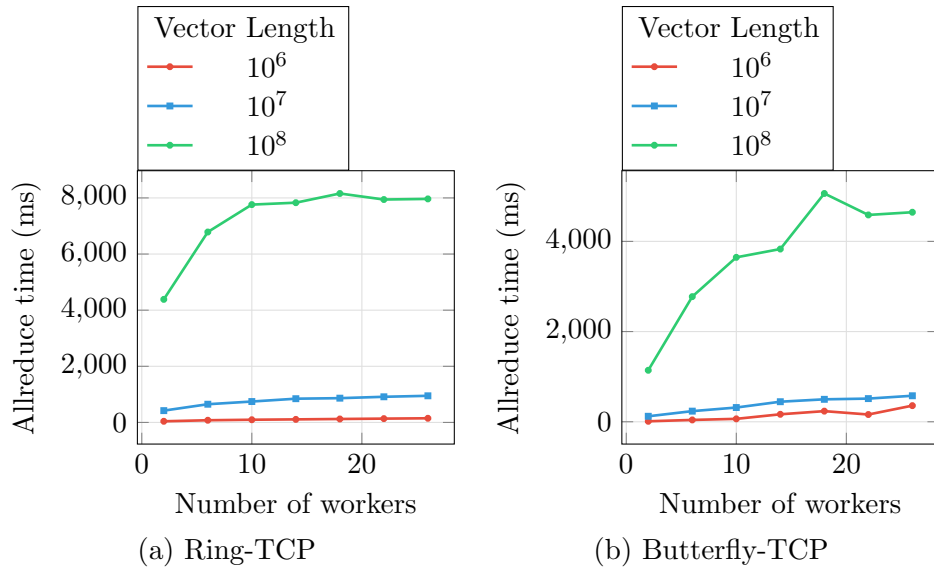 Vector Length
10^6
10^7
10^8
Allreduce time (ms)
8,000
6,000
4,000
2,000
0
0 10 20
Number of workers
(a) Ring-TCP
Vector Length
10^6
10^7
10^8
Allreduce time (ms)
4,000
2,000
0
0 10 20
Number of workers
(b) Butterfly-TCP